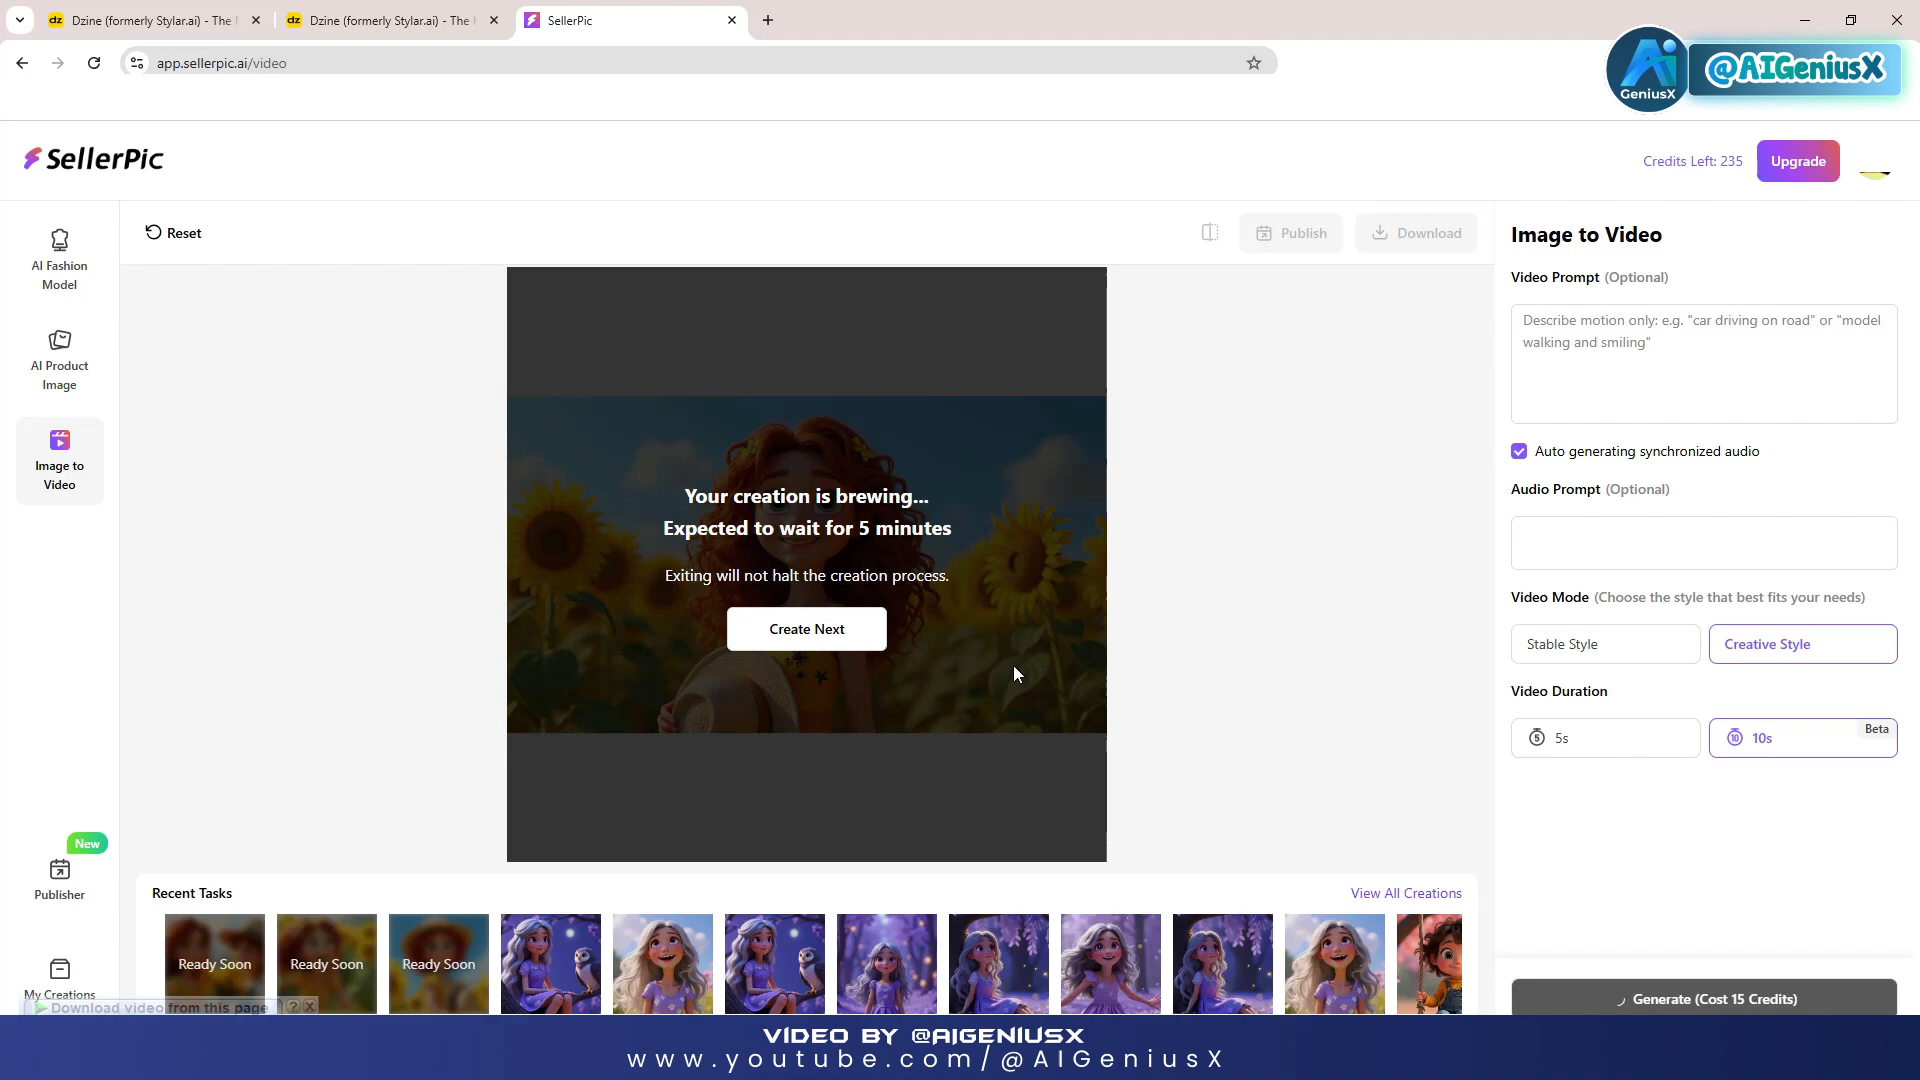 dz Dzine (formerly Stylar.ai) - The
dz Dzine (formerly Stylar.ai) - The
SellerPic
app.sellerpic.ai/video
Ai
GeniusX
@AIGeniusX
SellerPic
Credits Left: 235
Upgrade
AI Fashion
Model
AI Product
Image
Image to
Video
New
Publisher
My Creations
Reset
Publish
Download
Your creation is brewing...
Expected to wait for 5 minutes
Exiting will not halt the creation process.
Create Next
Recent Tasks
View All Creations
Ready Soon
Ready Soon
Ready Soon
Download video from this page ? X
Image to Video
Video Prompt (Optional)
Describe motion only: e.g. "car driving on road" or "model
walking and smiling"
Auto generating synchronized audio
Audio Prompt (Optional)
Video Mode (Choose the style that best fits your needs)
Stable Style
Creative Style
Video Duration
5 5s
10 10s
Beta
Generate (Cost 15 Credits)
VIDEO BY @AIGENIUSX
www.youtube.com/@AIGeniusX